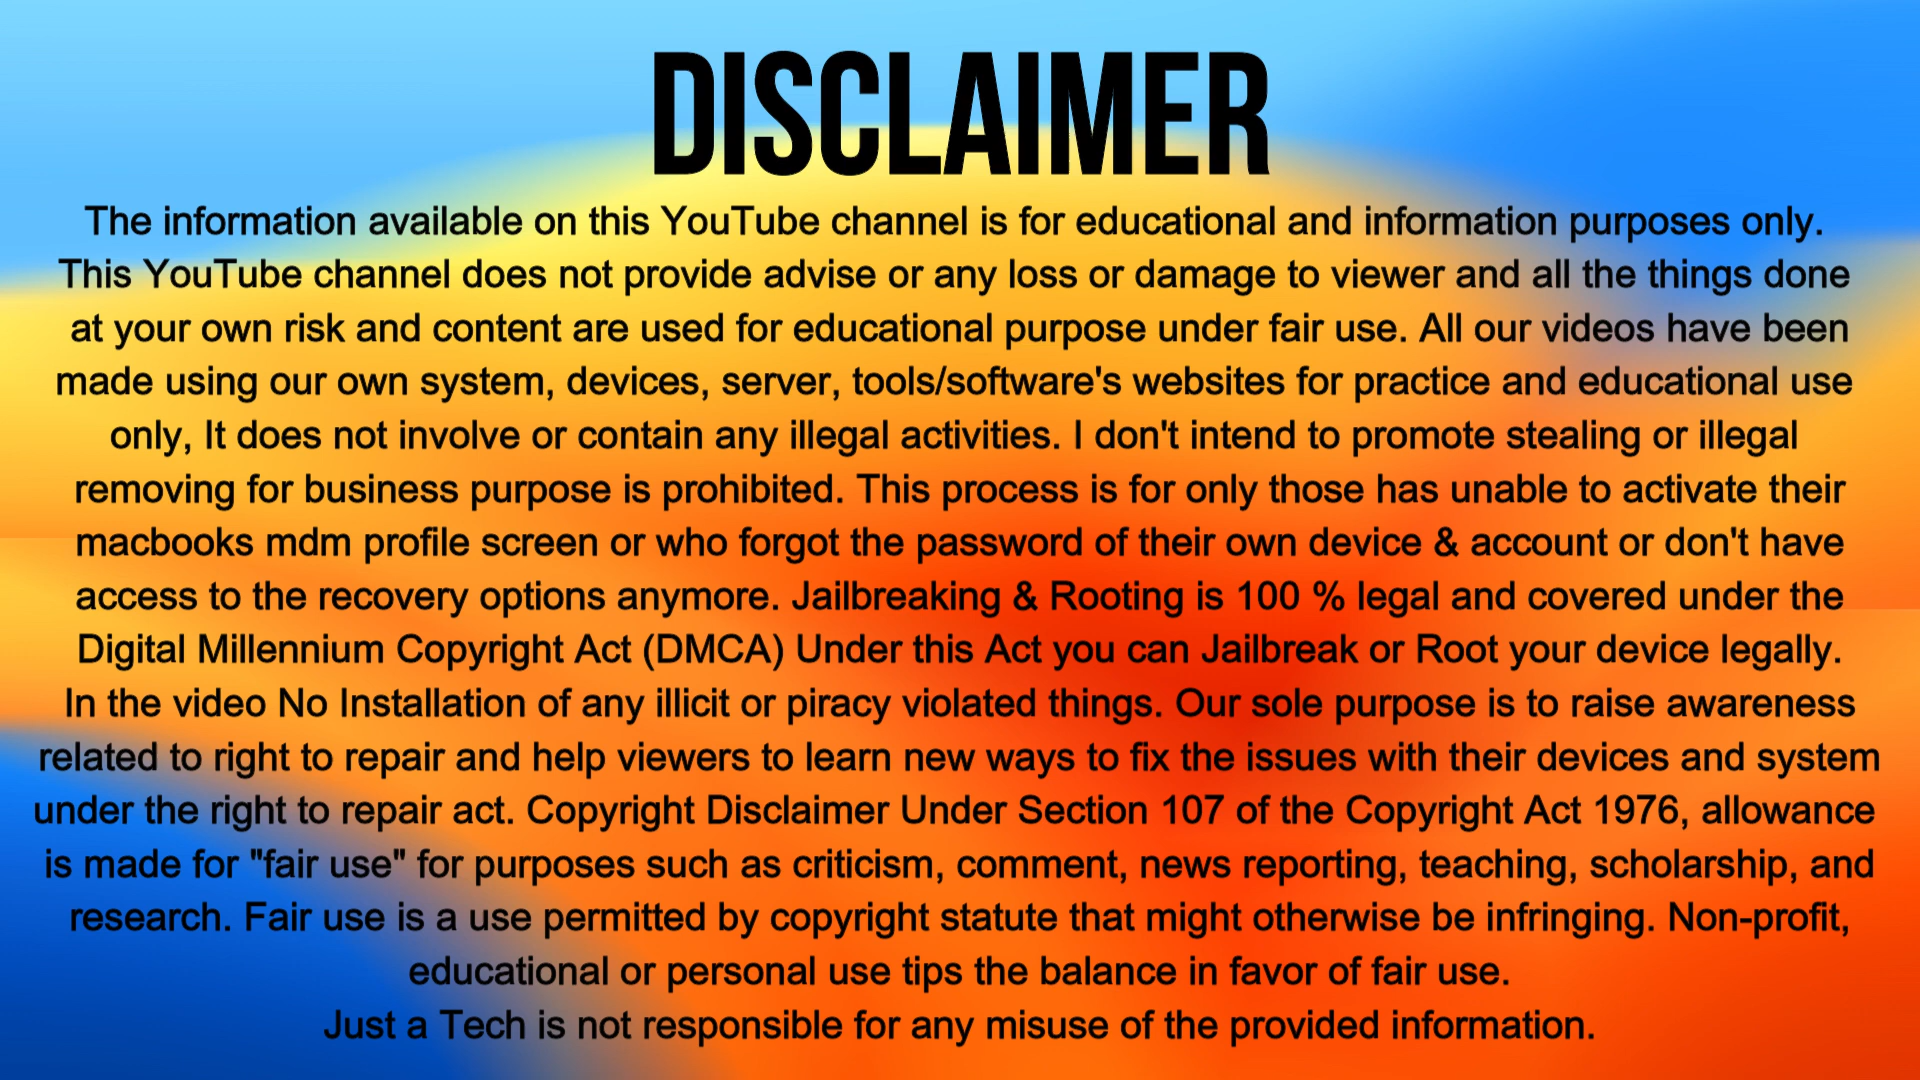 DISCLAIMER
The information available on this YouTube channel is for educational and information purposes only.
This YouTube channel does not provide advise or any loss or damage to viewer and all the things done
at your own risk and content are used for educational purpose under fair use. All our videos have been
made using our own system, devices, server, tools/software's websites for practice and educational use
only, It does not involve or contain any illegal activities. I don't intend to promote stealing or illegal
removing for business purpose is prohibited. This process is for only those has unable to activate their
macbooks mdm profile screen or who forgot the password of their own device & account or don't have
access to the recovery options anymore. Jailbreaking & Rooting is 100 % legal and covered under the
Digital Millennium Copyright Act (DMCA) Under this Act you can Jailbreak or Root your device legally.
In the video No Installation of any illicit or piracy violated things. Our sole purpose is to raise awareness
related to right to repair and help viewers to learn new ways to fix the issues with their devices and system
under the right to repair act. Copyright Disclaimer Under Section 107 of the Copyright Act 1976, allowance
is made for "fair use" for purposes such as criticism, comment, news reporting, teaching, scholarship, and
research. Fair use is a use permitted by copyright statute that might otherwise be infringing. Non-profit,
educational or personal use tips the balance in favor of fair use.
Just a Tech is not responsible for any misuse of the provided information.